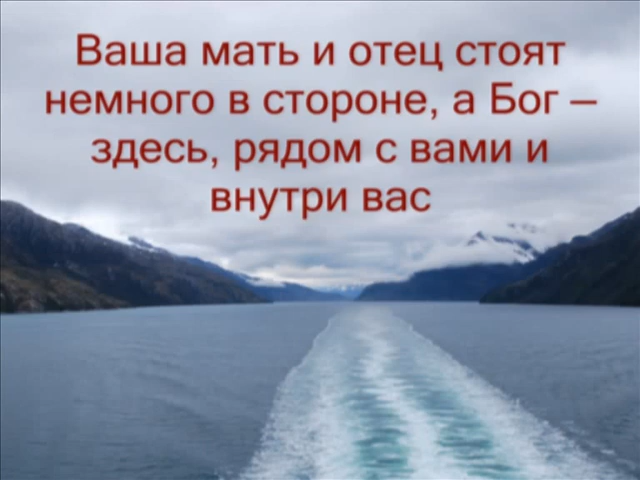 Ваша мать и отец стоят
немного в стороне, а Бог –
здесь, рядом с вами и
внутри вас